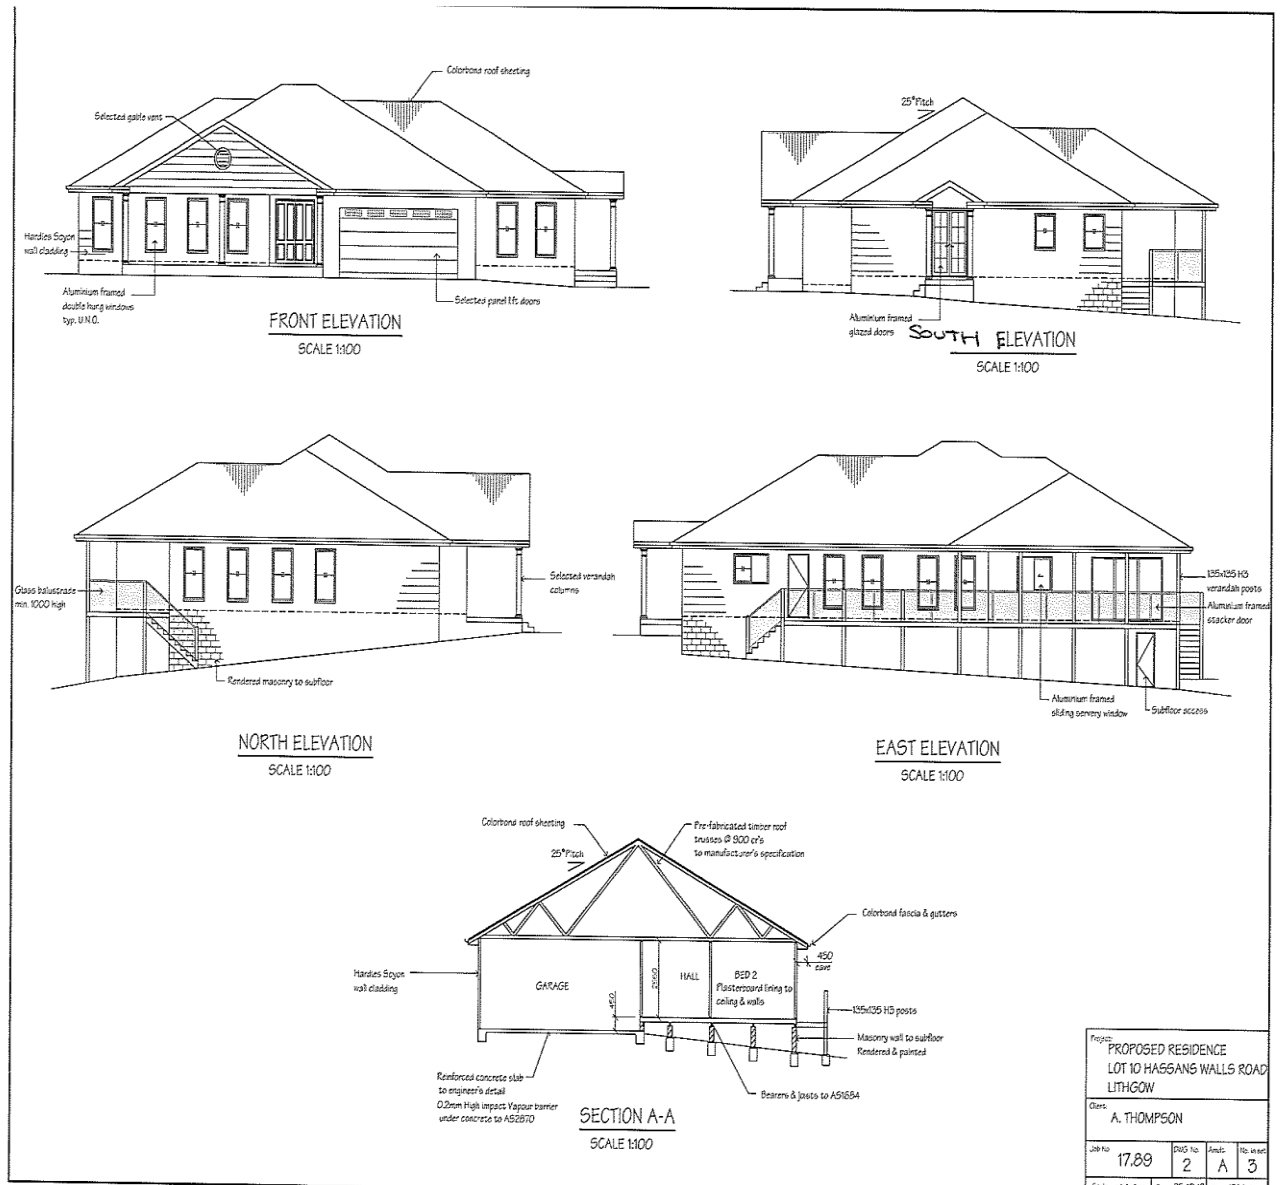 Colorbond roof sheeting
Selected gable vent
Hardies Scyon
wall cladding
Aluminium framed
double hung windows
typ. U.N.O.
Selected panel lift doors
FRONT ELEVATION
SCALE 1:100
25° Pitch
Aluminium framed
glazed doors
SOUTH ELEVATION
SCALE 1:100
Glass balustrade
min. 1000 high
Selected verandah
columns
Rendered masonry to subfloor
NORTH ELEVATION
SCALE 1:100
135x135 H3
verandah posts
Aluminium framed
stacker door
Aluminium framed
sliding servery window
Subfloor access
EAST ELEVATION
SCALE 1:100
Colorbond roof sheeting
25° Pitch
Pre-fabricated timber roof
trusses @ 900 cr's
to manufacturer's specification
Colorbond fascia & gutters
450
eave
Hardies Scyon
wall cladding
GARAGE
450
HALL
BED 2
Plasterboard lining to
ceiling & walls
135x135 H3 posts
Masonry wall to subfloor
Rendered & painted
Reinforced concrete slab
to engineer's detail
0.2mm High impact Vapour barrier
under concrete to AS2870
Bearers & Joists to AS1684
SECTION A-A
SCALE 1:100
Project:
PROPOSED RESIDENCE
LOT 10 HASSANS WALLS ROAD
LITHGOW
Client:
A. THOMPSON
Job No 17.89
DWG No. 2
Amdt. A
No. in set 3